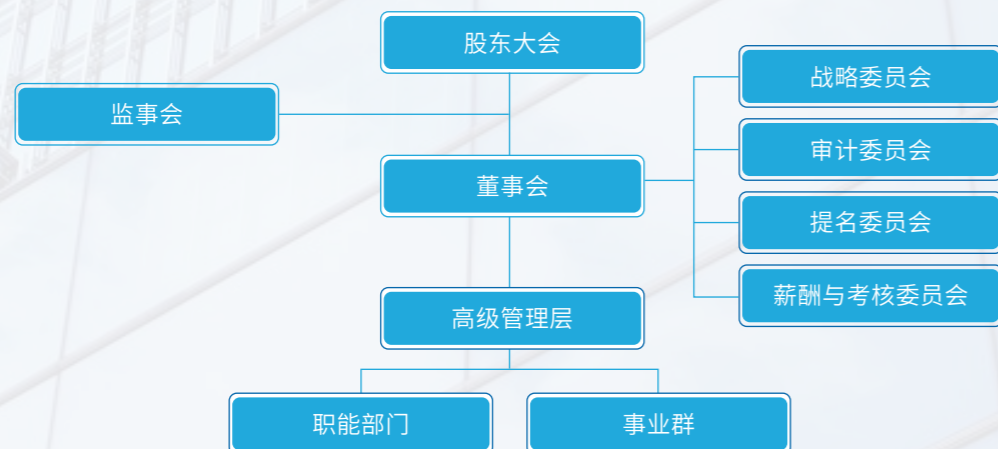 股东大会
监事会
董事会
战略委员会
审计委员会
提名委员会
薪酬与考核委员会
高级管理层
职能部门
事业群